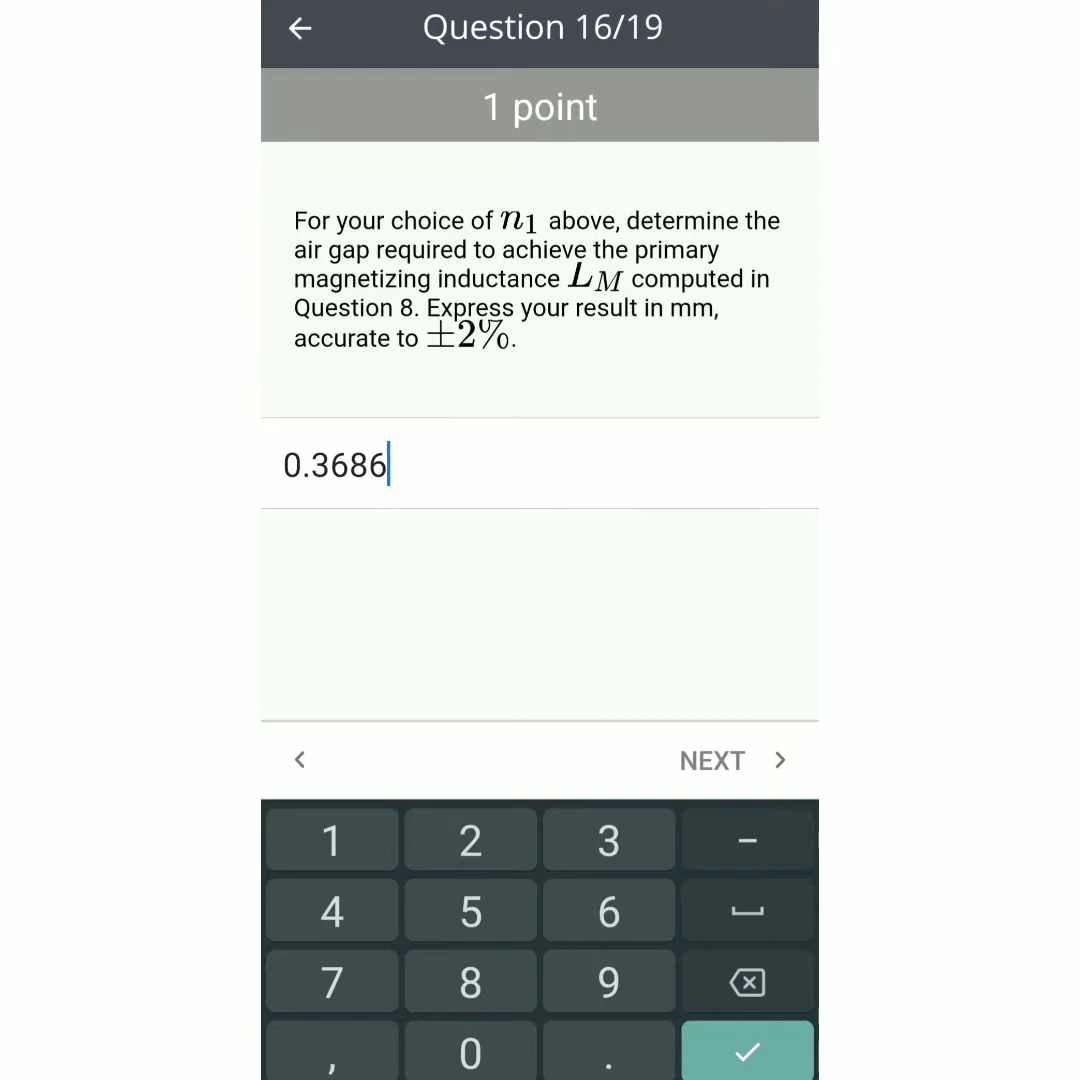 Question 16/19
1 point
For your choice of n1 above, determine the
air gap required to achieve the primary
magnetizing inductance LM computed in
Question 8. Express your result in mm,
accurate to ±2%.
0.3686
NEXT
1 2 3 –
4 5 6
7 8 9
, 0 .